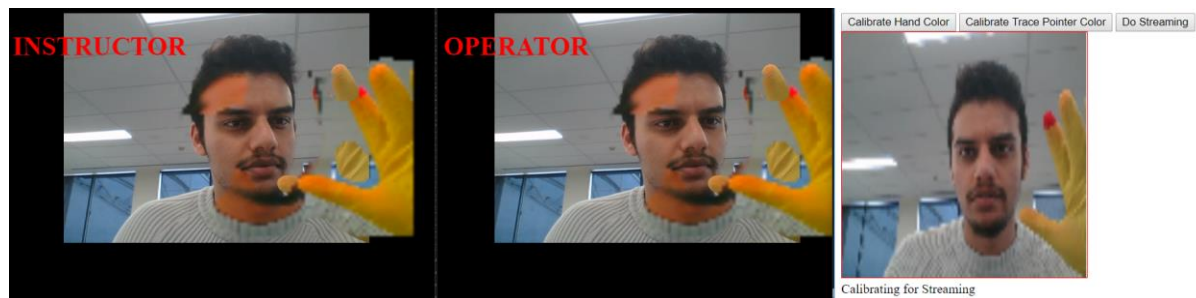 INSTRUCTOR
OPERATOR
Calibrate Hand Color Calibrate Trace Pointer Color Do Streaming
Calibrating for Streaming